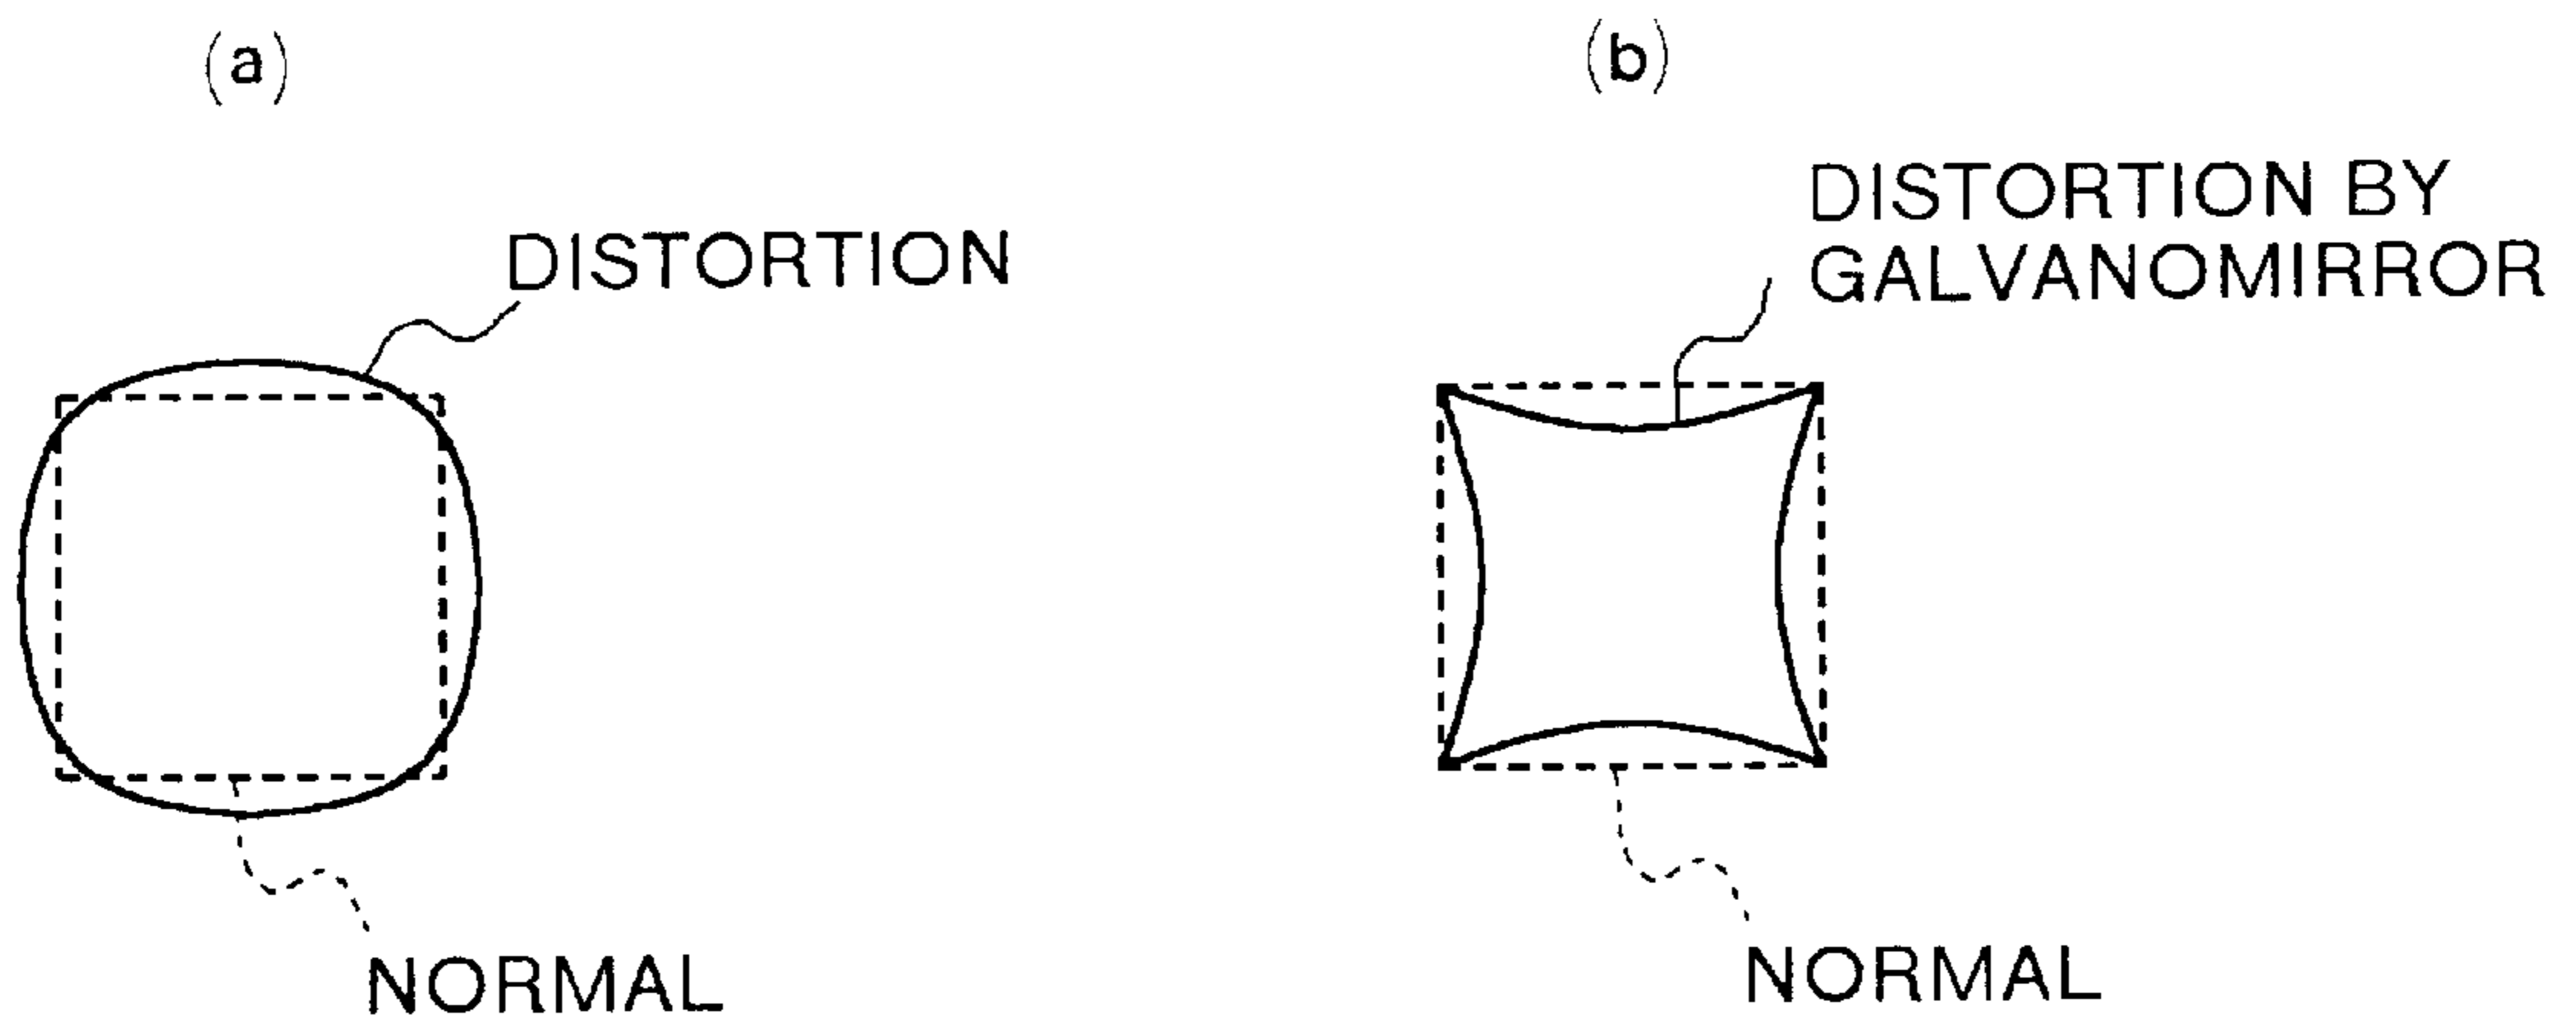 (a)
DISTORTION
NORMAL
(b)
DISTORTION BY
GALVANOMIRROR
NORMAL